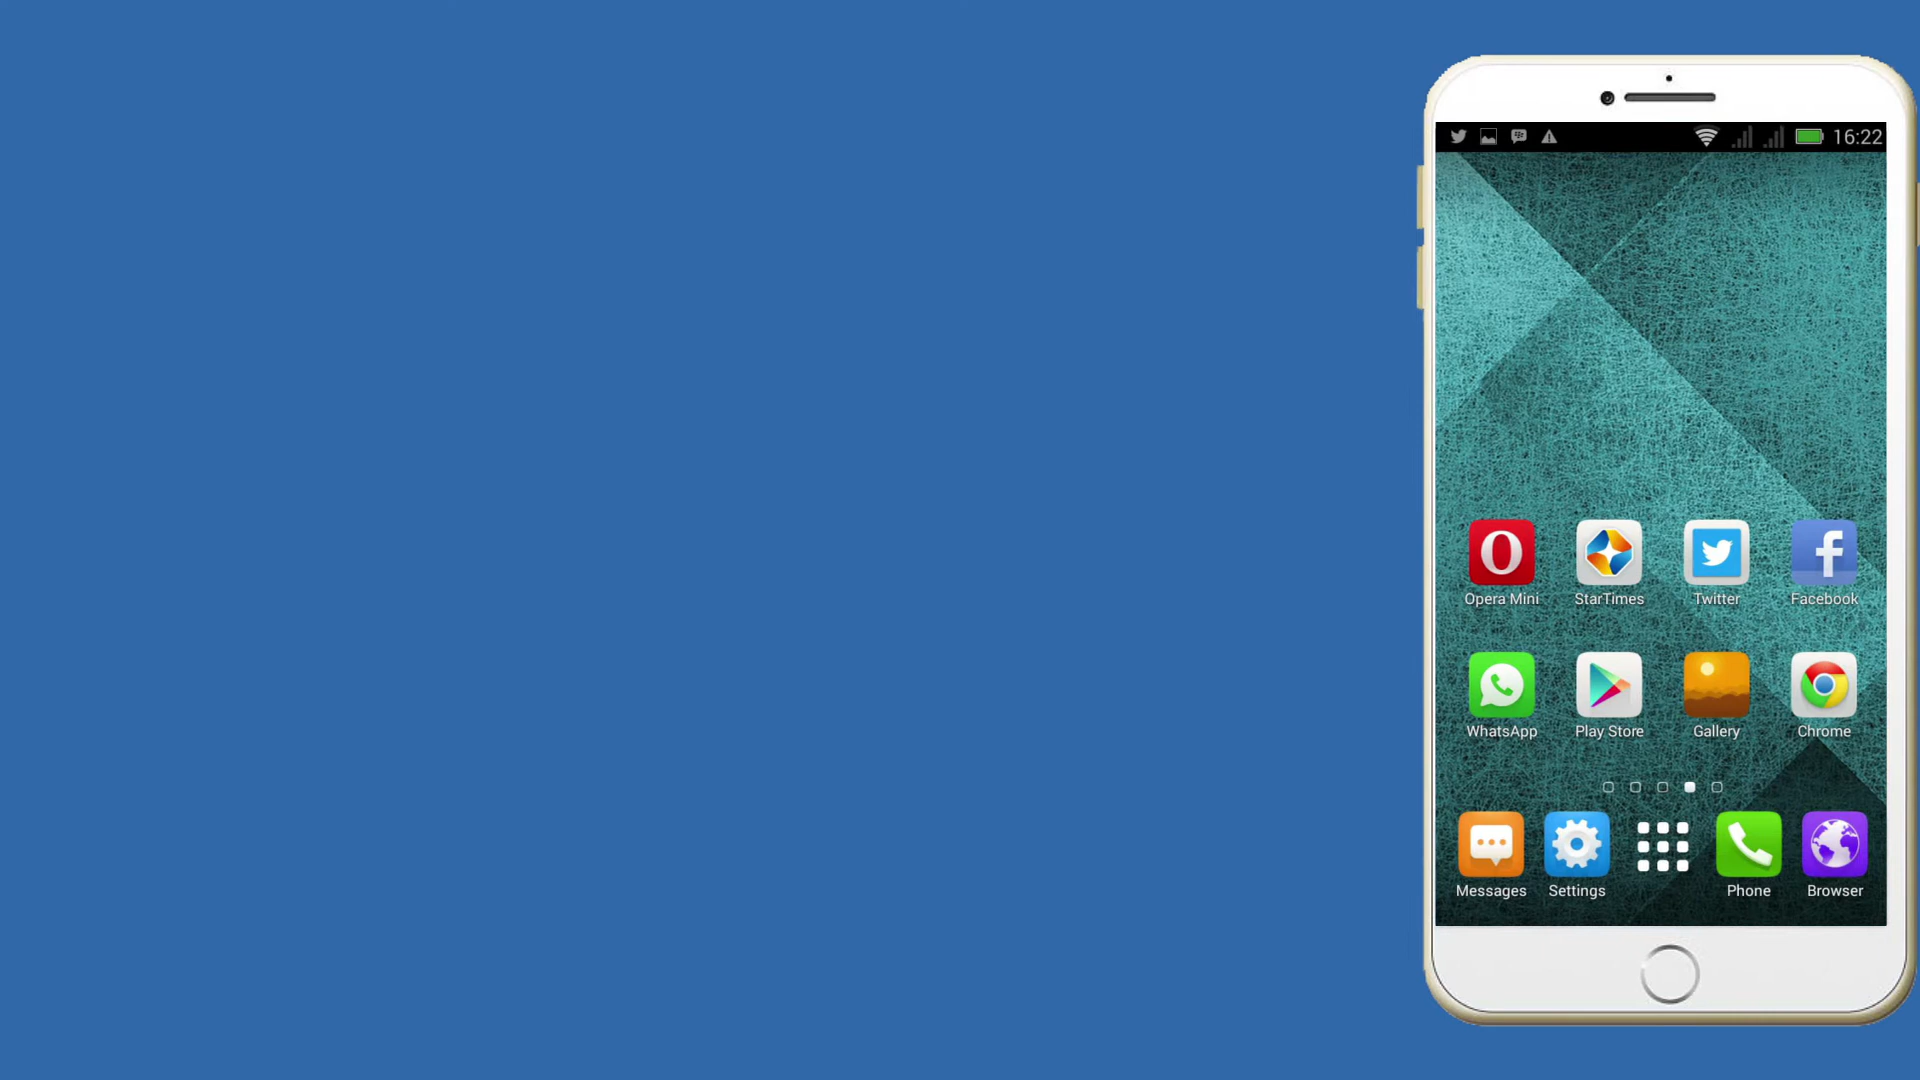 16:22
Opera Mini StarTimes Twitter Facebook
WhatsApp Play Store Gallery Chrome
Messages Settings Phone Browser